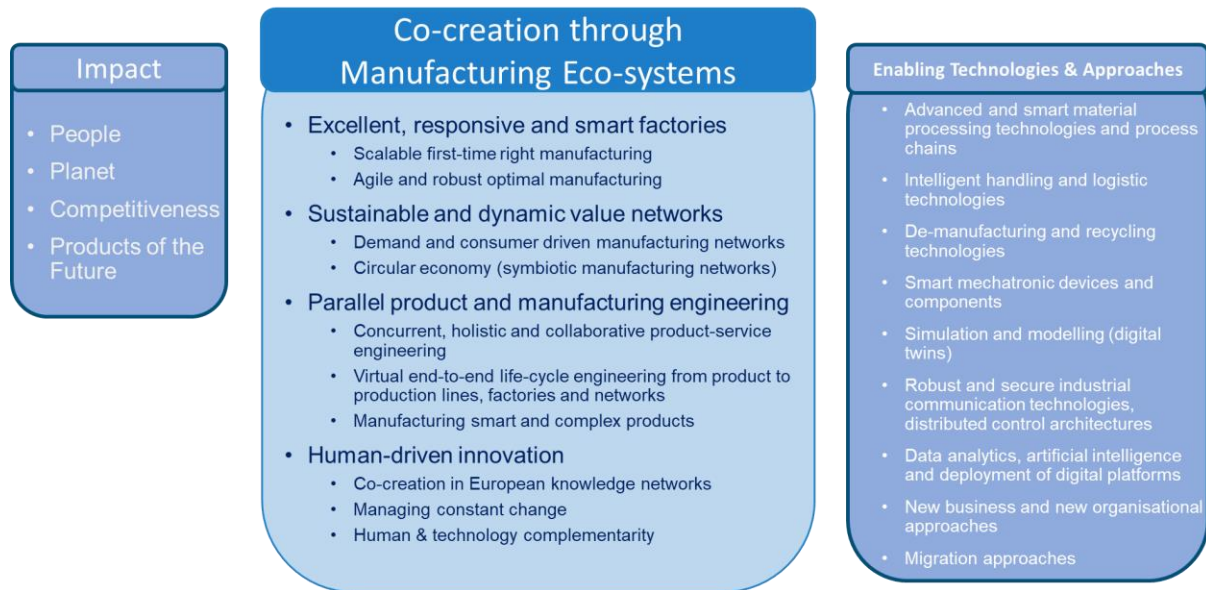 Impact
• People
• Planet
• Competitiveness
• Products of the
Future
Co-creation through
Manufacturing Eco-systems
• Excellent, responsive and smart factories
• Scalable first-time right manufacturing
• Agile and robust optimal manufacturing
• Sustainable and dynamic value networks
• Demand and consumer driven manufacturing networks
• Circular economy (symbiotic manufacturing networks)
• Parallel product and manufacturing engineering
• Concurrent, holistic and collaborative product-service
engineering
• Virtual end-to-end life-cycle engineering from product to
production lines, factories and networks
• Manufacturing smart and complex products
• Human-driven innovation
• Co-creation in European knowledge networks
• Managing constant change
• Human & technology complementarity
Enabling Technologies & Approaches
• Advanced and smart material
processing technologies and process
chains
• Intelligent handling and logistic
technologies
• De-manufacturing and recycling
technologies
• Smart mechatronic devices and
components
• Simulation and modelling (digital
twins)
• Robust and secure industrial
communication technologies,
distributed control architectures
• Data analytics, artificial intelligence
and deployment of digital platforms
• New business and new organisational
approaches
• Migration approaches